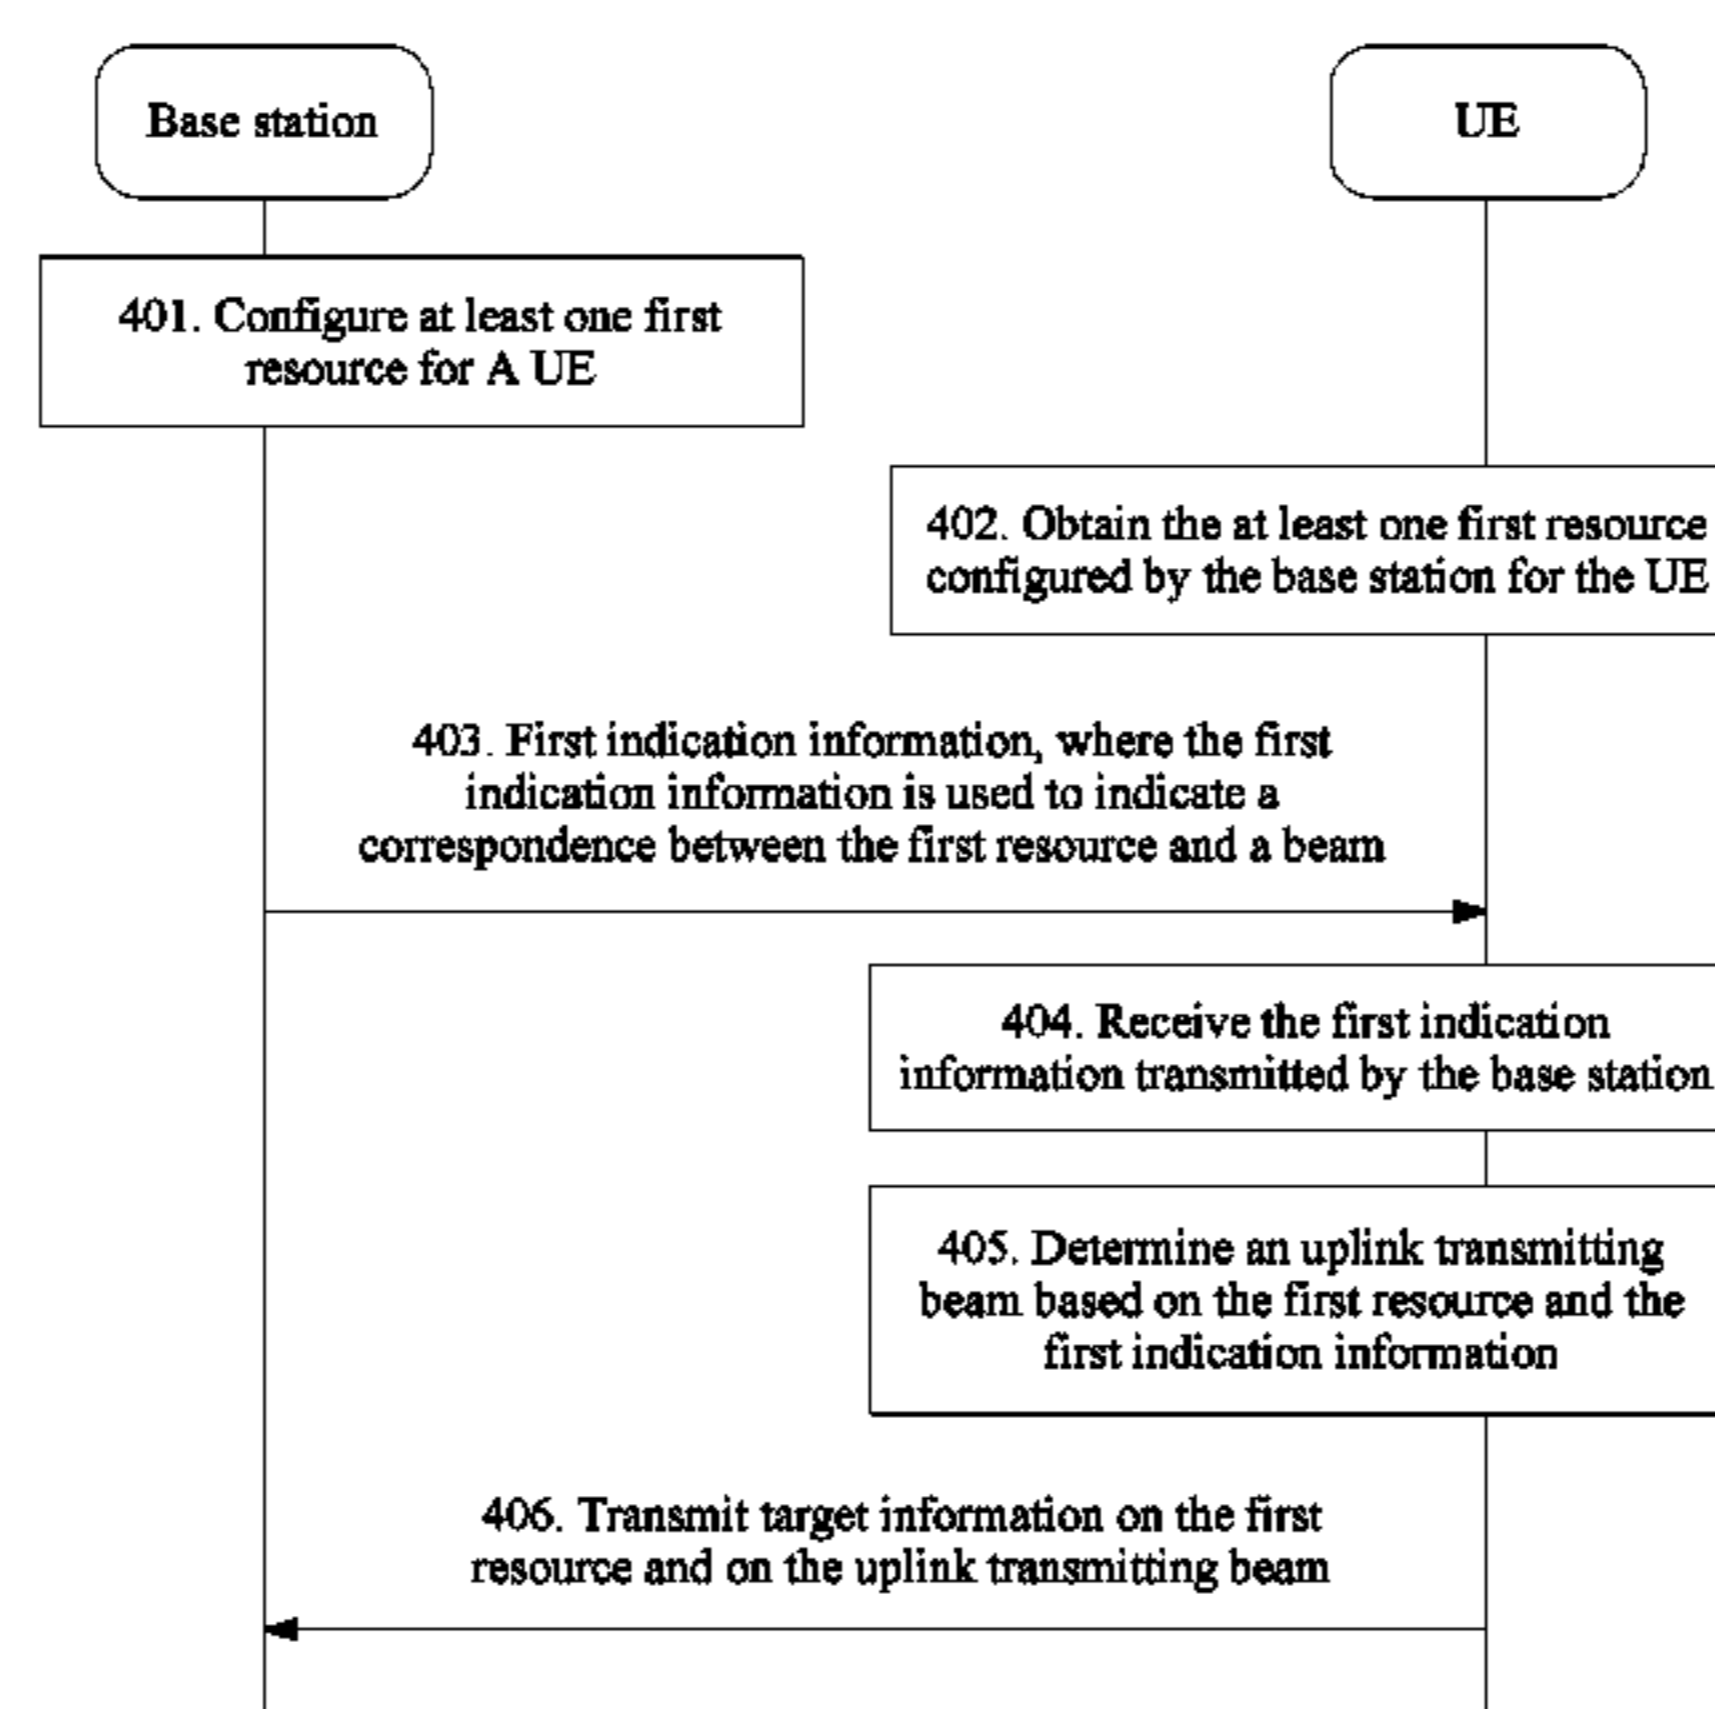 Base station
UE
401. Configure at least one first
resource for A UE
402. Obtain the at least one first resource
configured by the base station for the UE
403. First indication information, where the first
indication information is used to indicate a
correspondence between the first resource and a beam
404. Receive the first indication
information transmitted by the base station
405. Determine an uplink transmitting
beam based on the first resource and the
first indication information
406. Transmit target information on the first
resource and on the uplink transmitting beam